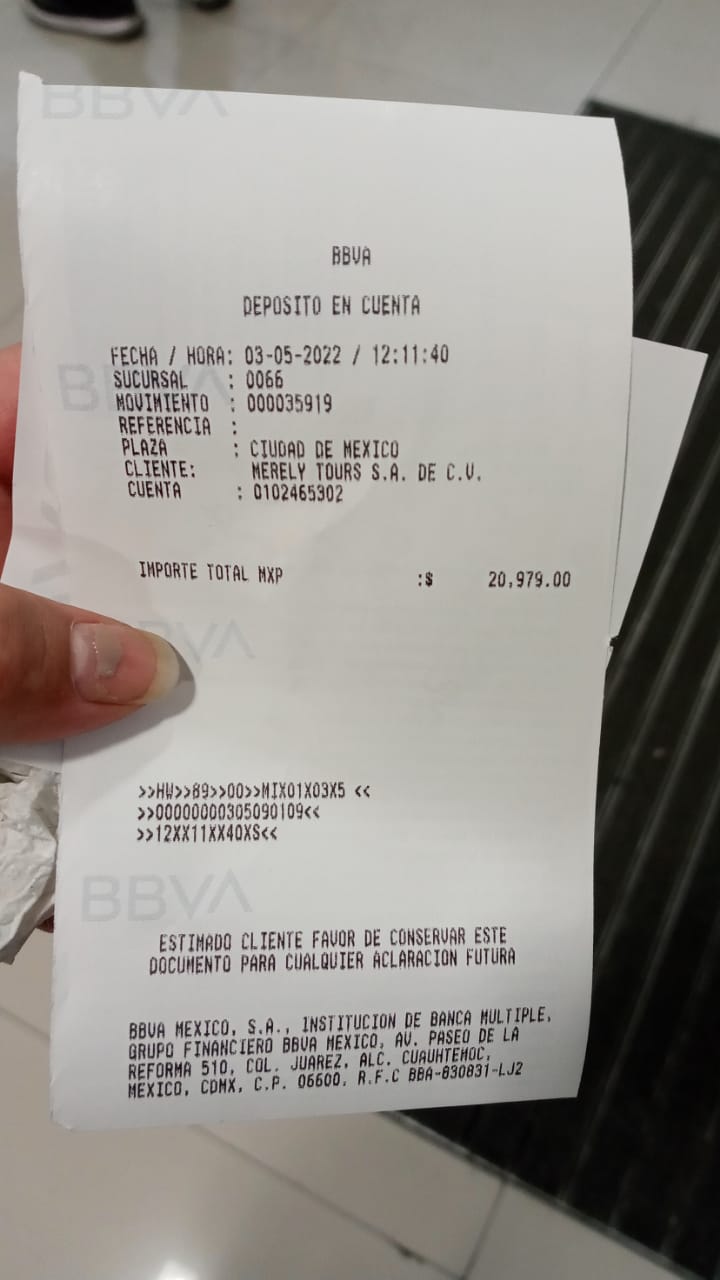 BBVA
BBVA
DEPOSITO EN CUENTA
FECHA / HORA: 03-05-2022 / 12:11:40
SUCURSAL : 0066
MOVIMIENTO : 000035919
REFERENCIA :
PLAZA : CIUDAD DE MEXICO
CLIENTE: MERELY TOURS S.A. DE C.V.
CUENTA : 0102465302
IMPORTE TOTAL MXP :$ 20,979.00
BBVA
>>HW>>89>>00>>MIX01X03X5 <<
>>00000000305090109<<
>>12XX11XX40XS<<
BBVA
ESTIMADO CLIENTE FAVOR DE CONSERVAR ESTE
DOCUMENTO PARA CUALQUIER ACLARACION FUTURA
BBVA MEXICO, S.A., INSTITUCION DE BANCA MULTIPLE,
GRUPO FINANCIERO BBVA MEXICO, AV. PASEO DE LA
REFORMA 510, COL. JUAREZ, ALC. CUAUHTEMOC,
MEXICO, CDMX, C.P. 06600, R.F.C BBA-830831-LJ2